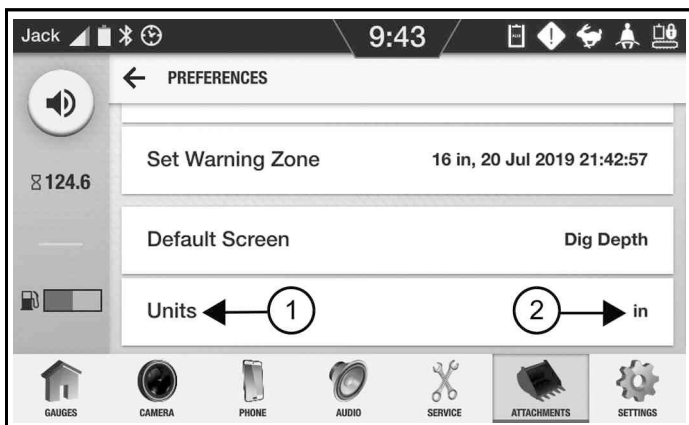 Jack 9:43
← PREFERENCES
Set Warning Zone 16 in, 20 Jul 2019 21:42:57
124.6
Default Screen Dig Depth
Units 1 2 in
GAUGES CAMERA PHONE AUDIO SERVICE ATTACHMENTS SETTINGS